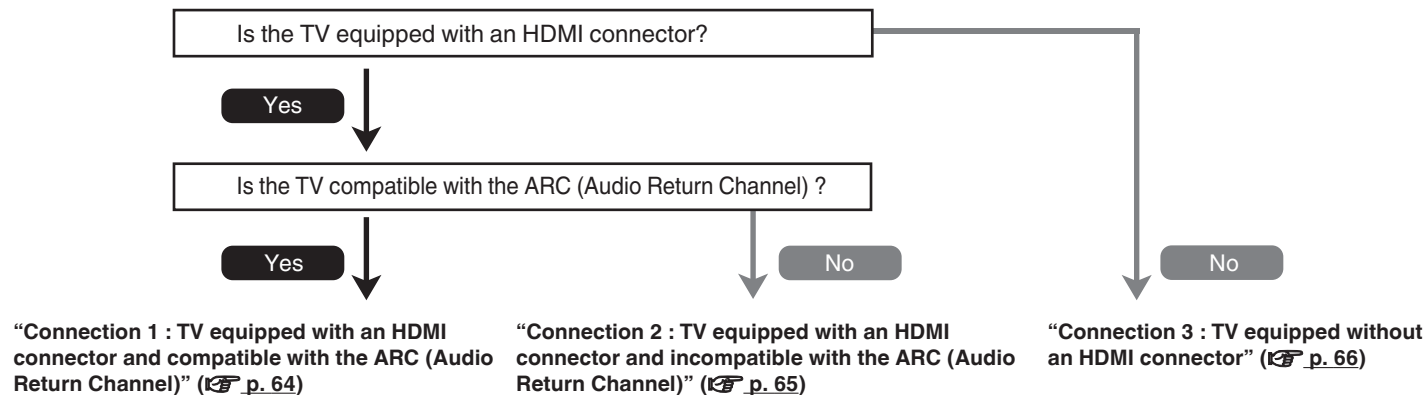 Is the TV equipped with an HDMI connector?
Yes
Is the TV compatible with the ARC (Audio Return Channel) ?
Yes
No
No
“Connection 1 : TV equipped with an HDMI
connector and compatible with the ARC (Audio
Return Channel)” (☞ p. 64)
“Connection 2 : TV equipped with an HDMI
connector and incompatible with the ARC (Audio
Return Channel)” (☞ p. 65)
“Connection 3 : TV equipped without
an HDMI connector” (☞ p. 66)